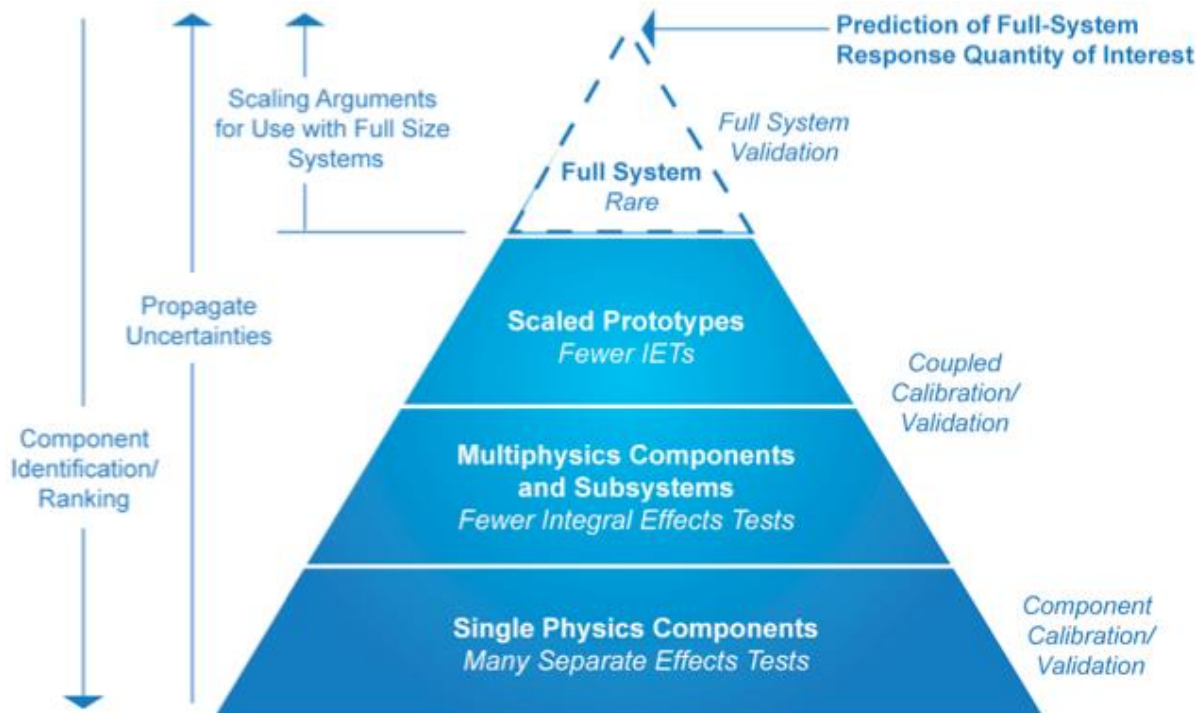 Prediction of Full-System
Response Quantity of Interest
Scaling Arguments
for Use with Full Size
Systems
Full System
Validation
Full System
Rare
Propagate
Uncertainties
Scaled Prototypes
Fewer IETs
Coupled
Calibration/
Validation
Component
Identification/
Ranking
Multiphysics Components
and Subsystems
Fewer Integral Effects Tests
Single Physics Components
Many Separate Effects Tests
Component
Calibration/
Validation